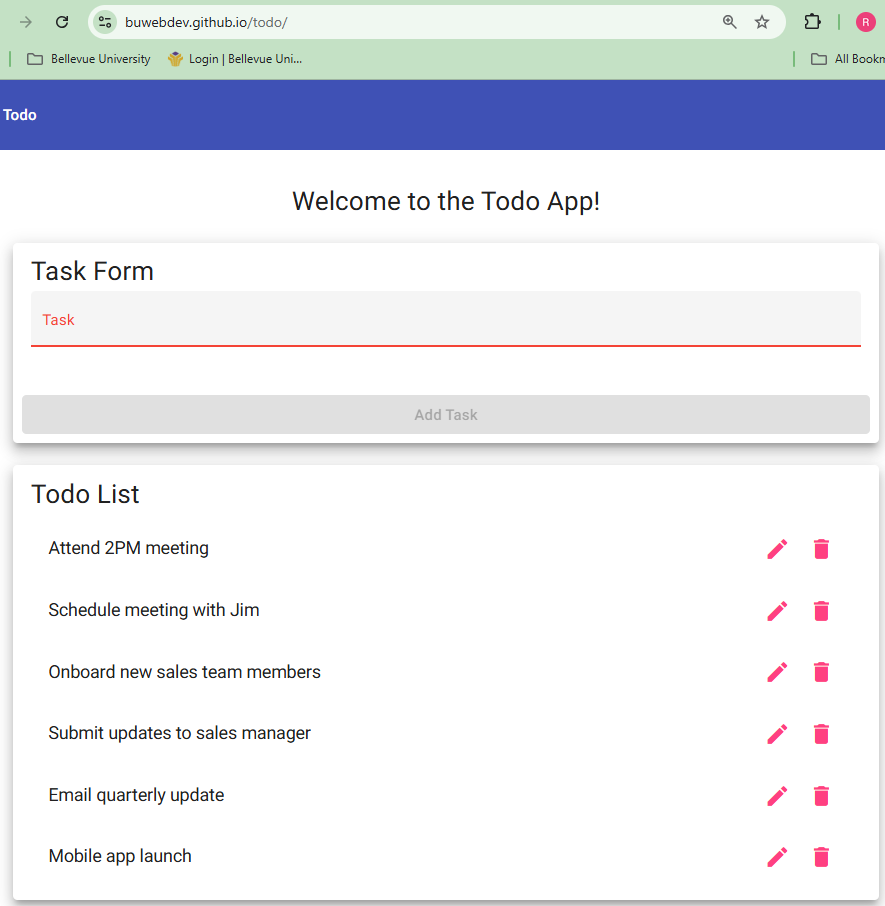 buwebdev.github.io/todo/
R
Bellevue University
Login | Bellevue Uni...
All Bookm
Todo
Welcome to the Todo App!
Task Form
Task
Add Task
Todo List
Attend 2PM meeting
Schedule meeting with Jim
Onboard new sales team members
Submit updates to sales manager
Email quarterly update
Mobile app launch